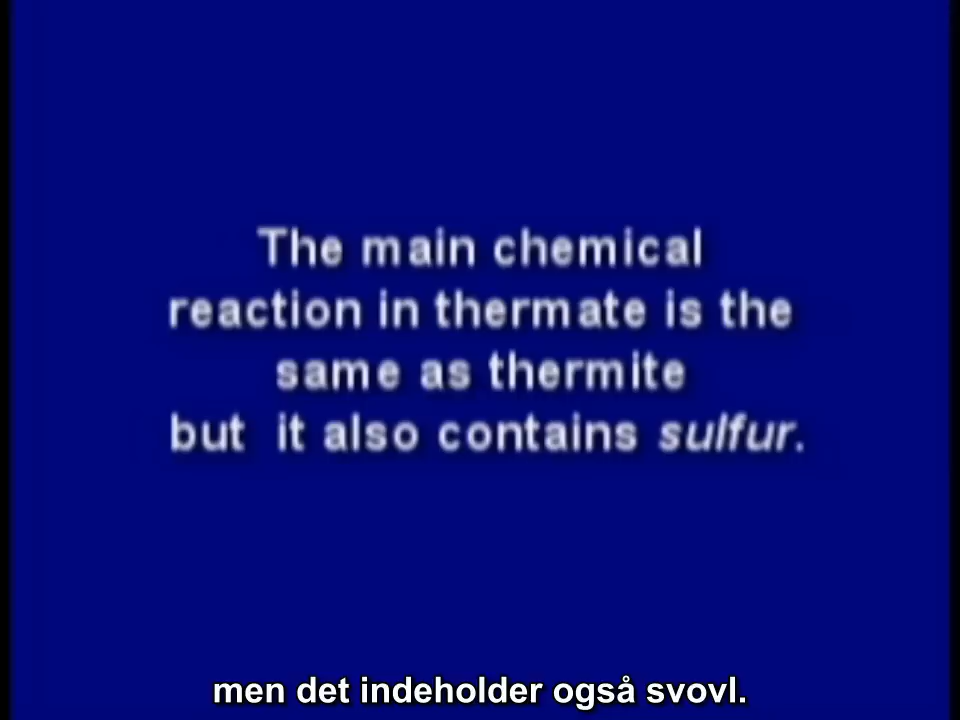 The main chemical
reaction in thermate is the
same as thermite
but it also contains sulfur.
men det indeholder også svovl.